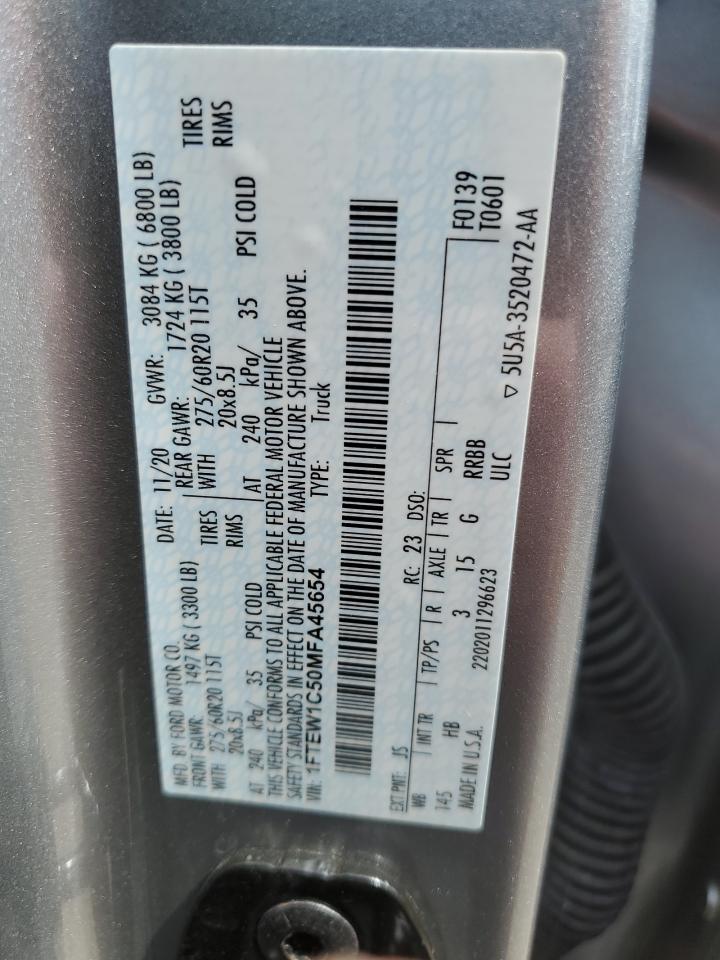 MFD. BY FORD MOTOR CO. DATE: 11/20 GVWR: 3084 KG ( 6800 LB)
FRONT GAWR: 1497 KG ( 3300 LB) REAR GAWR: 1724 KG ( 3800 LB)
WITH 275/60R20 115T TIRES WITH 275/60R20 115T TIRES
20x8.5J RIMS 20x8.5J RIMS
AT 240 kPa/ 35 PSI COLD AT 240 kPa/ 35 PSI COLD
THIS VEHICLE CONFORMS TO ALL APPLICABLE FEDERAL MOTOR VEHICLE
SAFETY STANDARDS IN EFFECT ON THE DATE OF MANUFACTURE SHOWN ABOVE.
VIN: 1FTEW1C50MFA45654 TYPE: Truck
EXT PNT: JS RC: 23 DSO: F0139
WB INT TR TP/PS R AXLE TR SPR T0601
145 HB 3 15 G RRBB
MADE IN U.S.A. 2202011296623 ULC ▽ 5U5A-3520472-AA